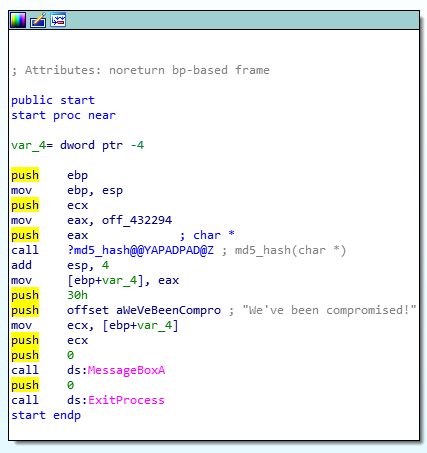 ; Attributes: noreturn bp-based frame
public start
start proc near
var_4= dword ptr -4
push ebp
mov ebp, esp
push ecx
mov eax, off_432294
push eax ; char *
call ?md5_hash@@YAPADPAD@Z ; md5_hash(char *)
add esp, 4
mov [ebp+var_4], eax
push 30h
push offset aWeVeBeenCompro ; "We've been compromised!"
mov ecx, [ebp+var_4]
push ecx
push 0
call ds:MessageBoxA
push 0
call ds:ExitProcess
start endp